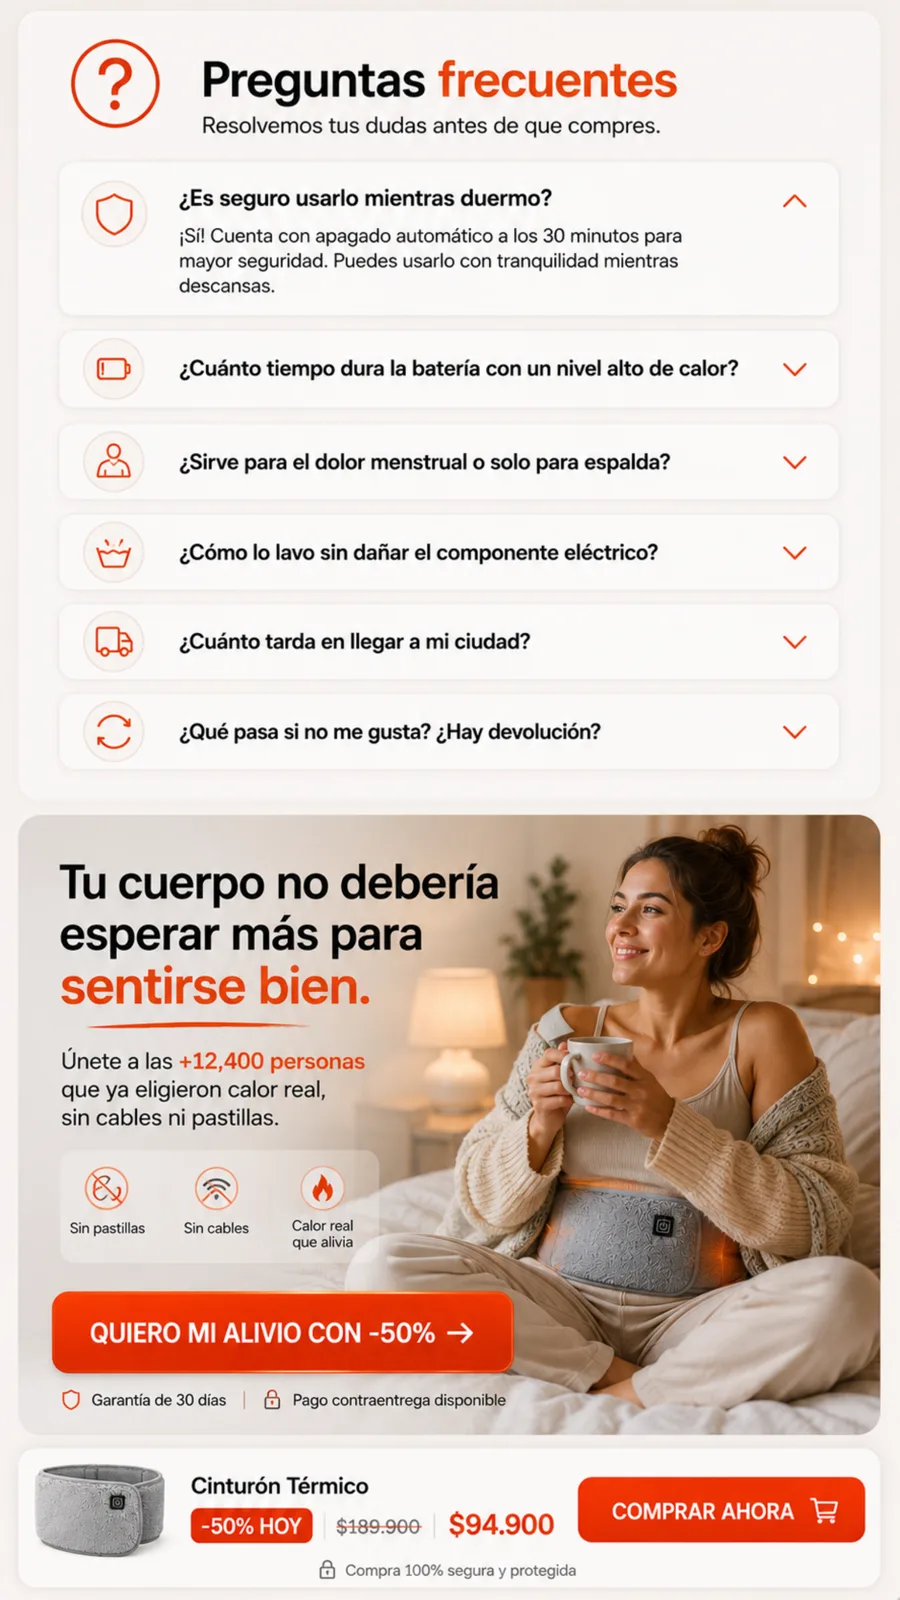 Preguntas frecuentes
Resolvemos tus dudas antes de que compres.
¿Es seguro usarlo mientras duermo?
¡Sí! Cuenta con apagado automático a los 30 minutos para
mayor seguridad. Puedes usarlo con tranquilidad mientras
descansas.
¿Cuánto tiempo dura la batería con un nivel alto de calor?
¿Sirve para el dolor menstrual o solo para espalda?
¿Cómo lo lavo sin dañar el componente eléctrico?
¿Cuánto tarda en llegar a mi ciudad?
¿Qué pasa si no me gusta? ¿Hay devolución?
Tu cuerpo no debería
esperar más para
sentirse bien.
Únete a las +12,400 personas
que ya eligieron calor real,
sin cables ni pastillas.
Sin pastillas
Sin cables
Calor real
que alivia
QUIERO MI ALIVIO CON -50% →
Garantía de 30 días
Pago contraentrega disponible
Cinturón Térmico
-50% HOY
$189.900
$94.900
COMPRAR AHORA
Compra 100% segura y protegida